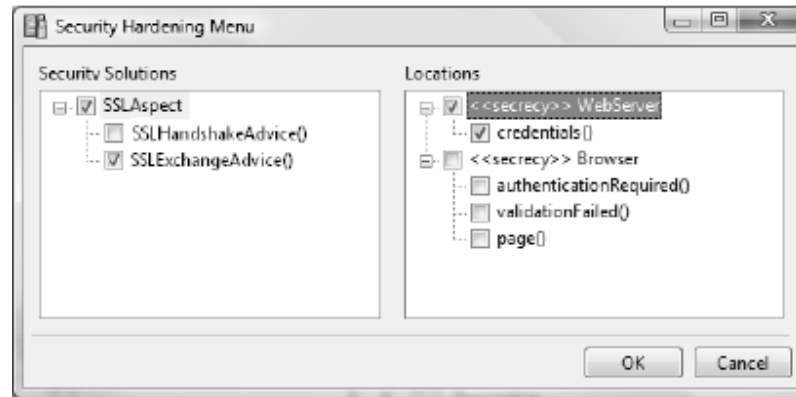 Security Hardening Menu
Security Solutions
SSLAspect
SSLHandshakeAdvice()
SSLExchangeAdvice()
Locations
<<secrecy>> WebServer
credentials()
<<secrecy>> Browser
authenticationRequired()
validationFailed()
page()
OK
Cancel